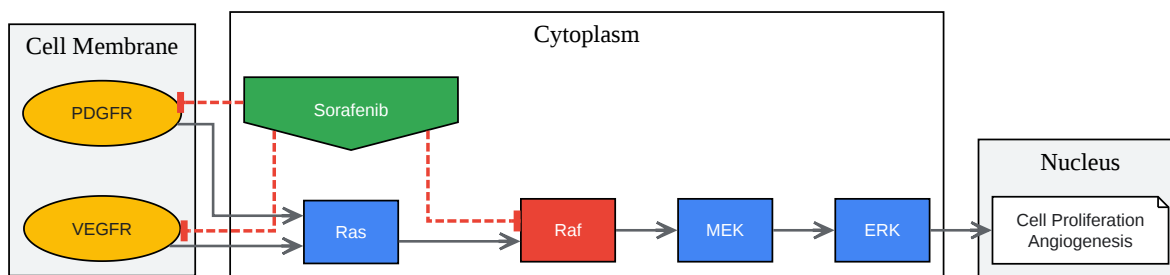 Cell Membrane
Cytoplasm
PDGFR
Sorafenib
Nucleus
VEGFR
Ras
Raf
MEK
ERK
Cell Proliferation
Angiogenesis